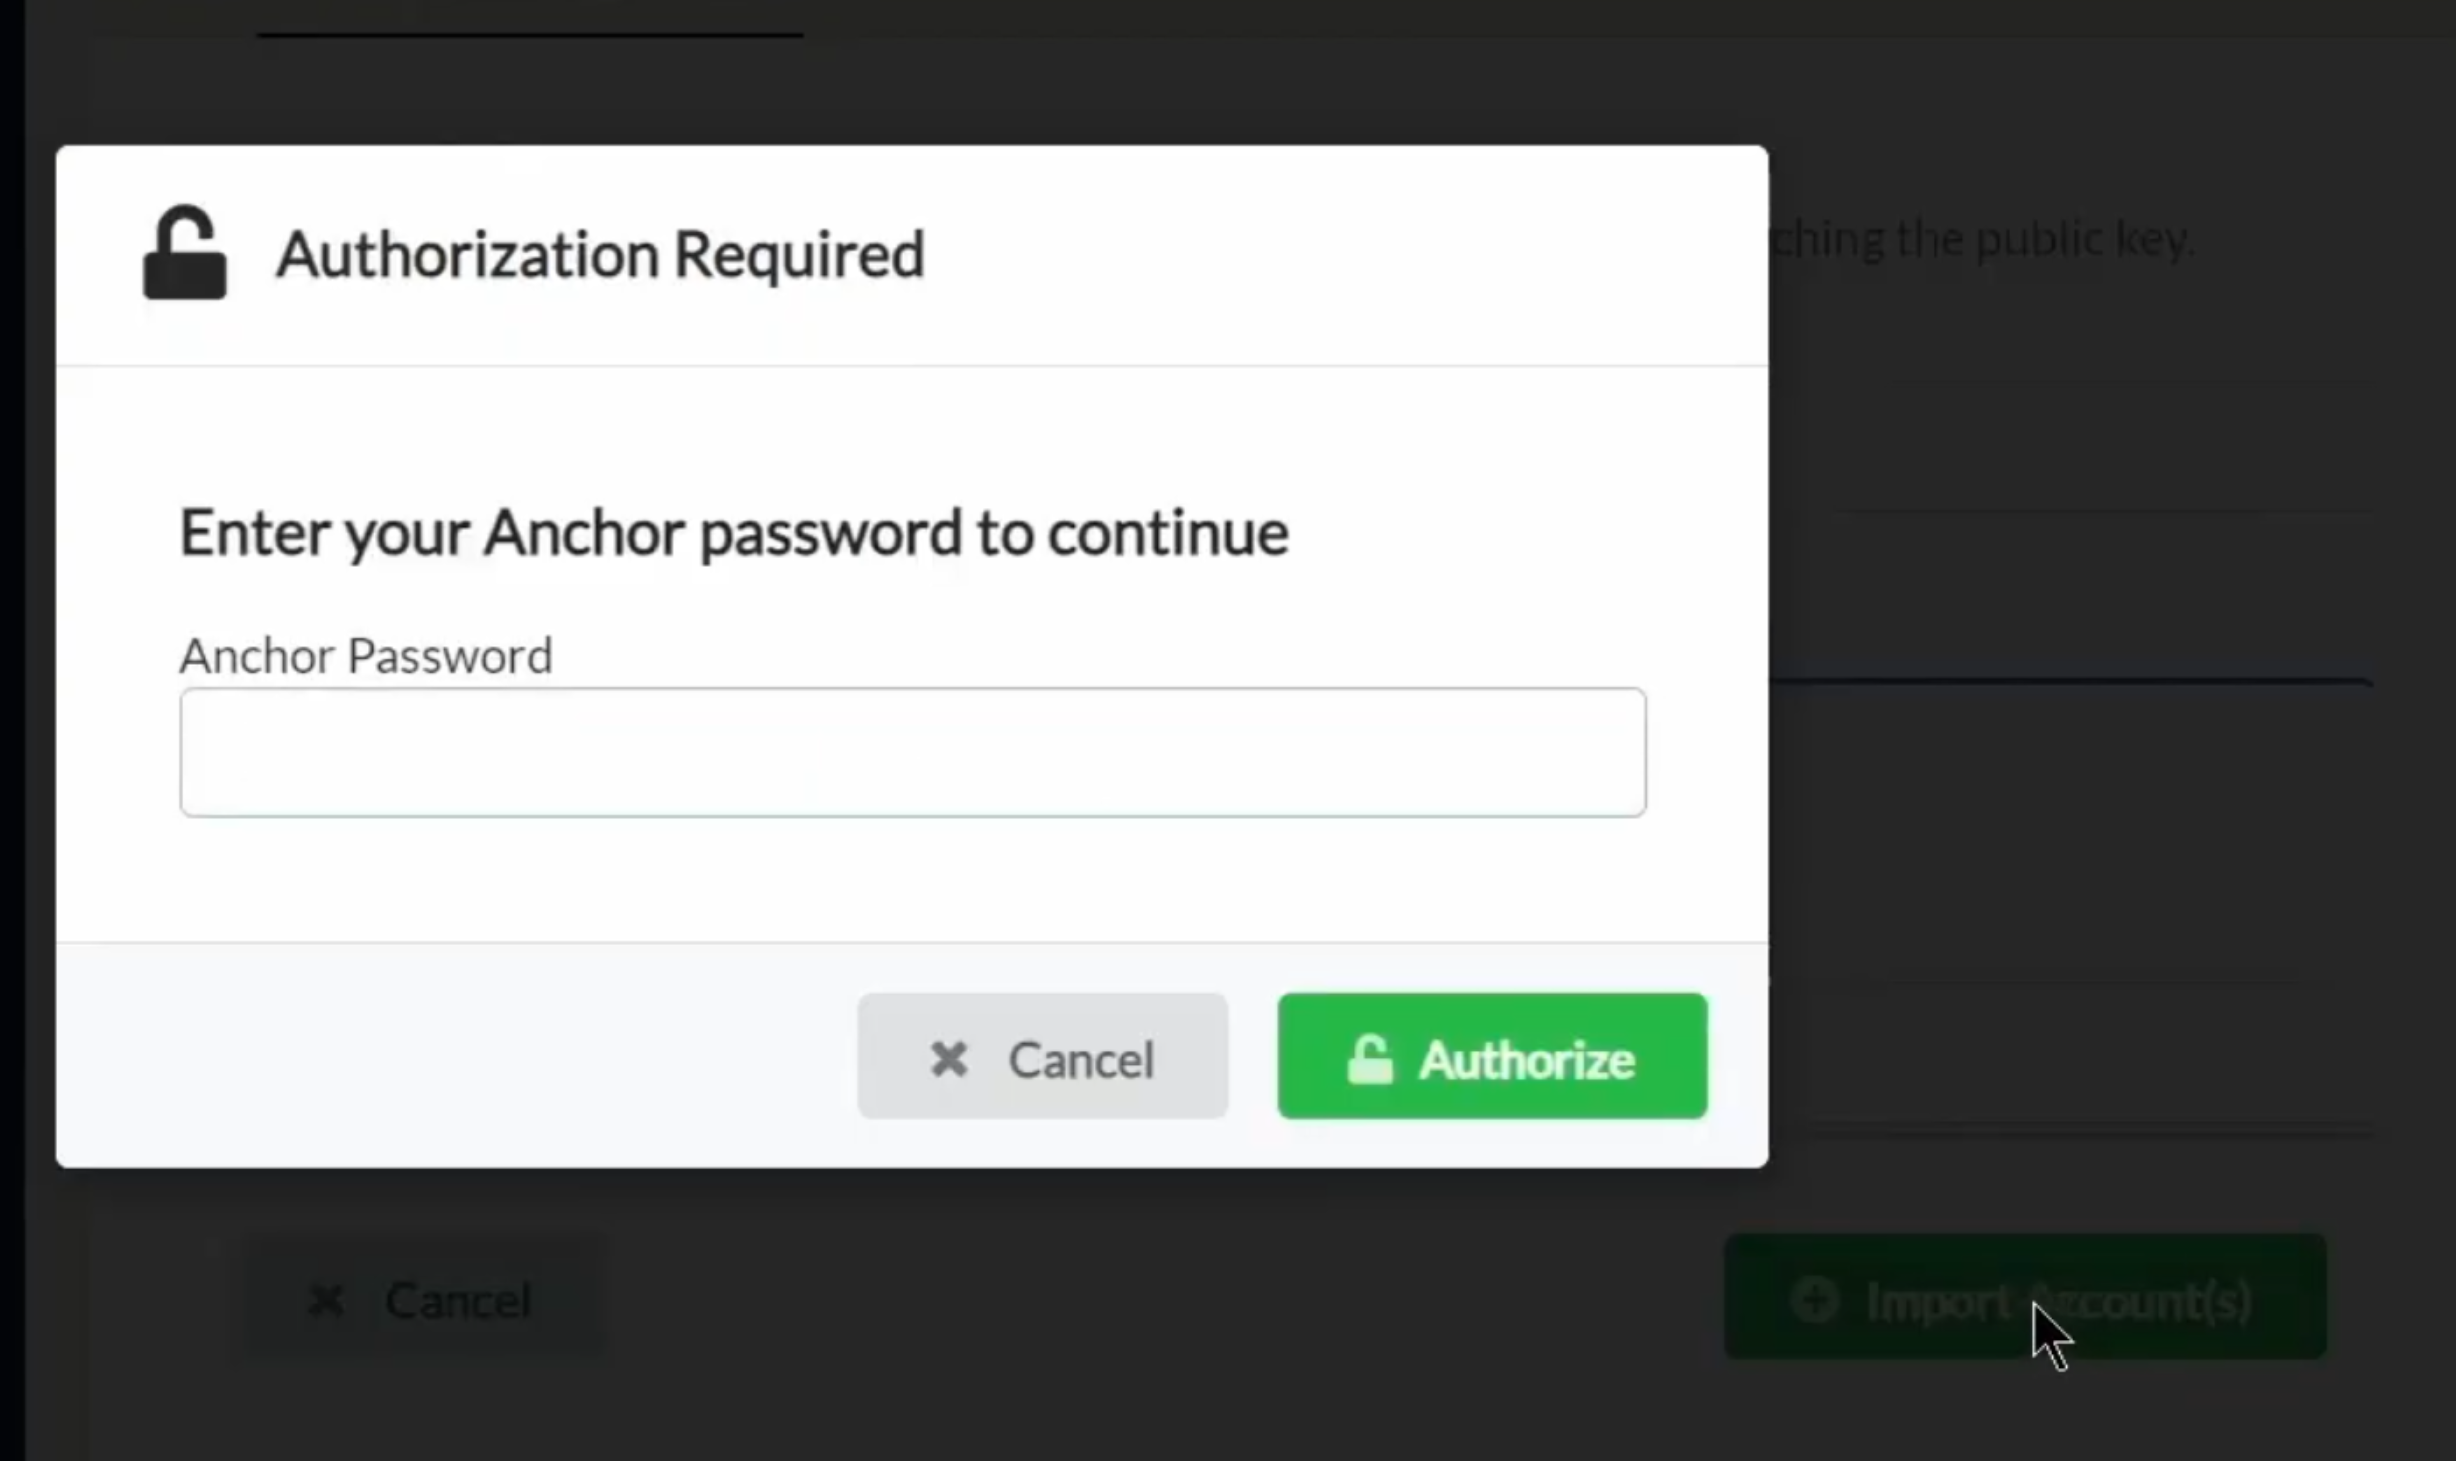 Authorization Required
ching the public key.
Enter your Anchor password to continue
Anchor Password
Cancel
Authorize
Cancel
Import Account(s)